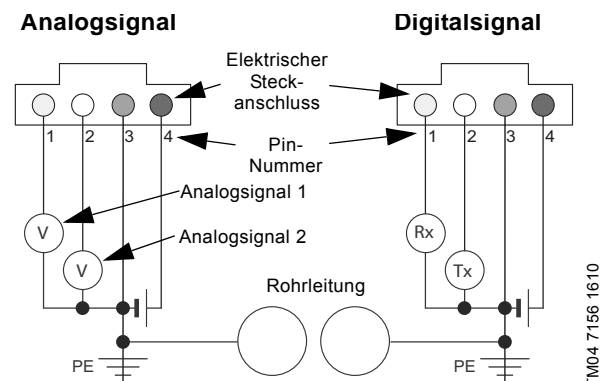 Analogsignal
Digitalsignal
Elektrischer
Steck-
anschluss
1 2 3 4
1 2 3 4
Pin-
Nummer
Analogsignal 1
V
Rx
Analogsignal 2
V
Tx
Rohrleitung
PE
PE
TM04 7156 1610